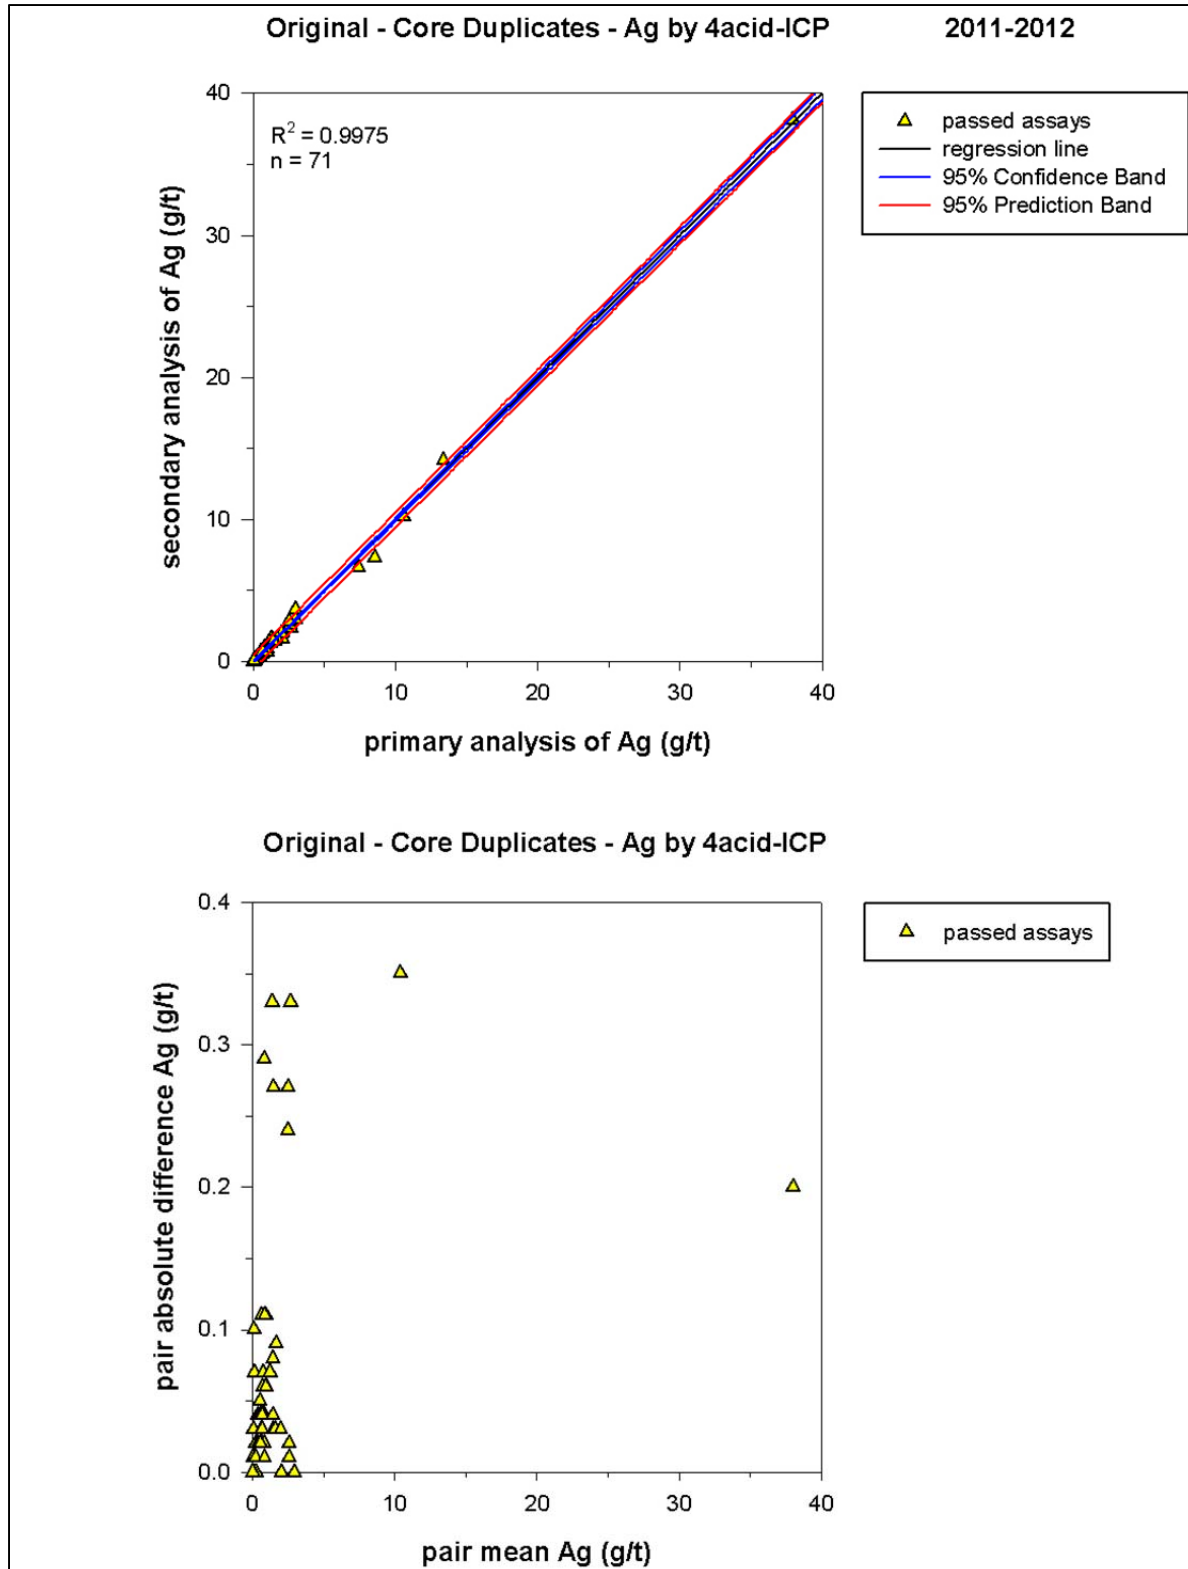 Original - Core Duplicates - Ag by 4acid-ICP 2011-2012
R² = 0.9975
n = 71
40
30
20
10
0
secondary analysis of Ag (g/t)
0 10 20 30 40
primary analysis of Ag (g/t)
passed assays
regression line
95% Confidence Band
95% Prediction Band
Original - Core Duplicates - Ag by 4acid-ICP
0.4
0.3
0.2
0.1
0.0
pair absolute difference Ag (g/t)
0 10 20 30 40
pair mean Ag (g/t)
passed assays